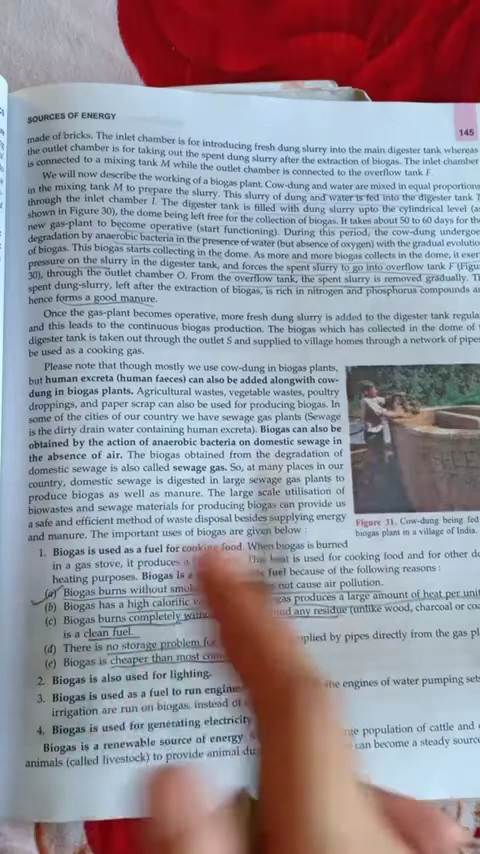 SOURCES OF ENERGY
145
made of bricks. The inlet chamber is for introducing fresh dung slurry into the main digester tank whereas
the outlet chamber is for taking out the spent dung slurry after the extraction of biogas. The inlet chamber
is connected to a mixing tank M while the outlet chamber is connected to the overflow tank F.
We will now describe the working of a biogas plant. Cow-dung and water are mixed in equal proportions
in the mixing tank M to prepare the slurry. This slurry of dung and water is fed into the digester tank T
through the inlet chamber I. The digester tank is filled with dung slurry upto the cylindrical level (as
shown in Figure 30), the dome being left free for the collection of biogas. It takes about 50 to 60 days for the
new gas-plant to become operative (start functioning). During this period, the cow-dung undergoes
degradation by anaerobic bacteria in the presence of water (but absence of oxygen) with the gradual evolution
of biogas. This biogas starts collecting in the dome. As more and more biogas collects in the dome, it exer
pressure on the slurry in the digester tank, and forces the spent slurry to go into overflow tank F (Figu
30), through the outlet chamber O. From the overflow tank, the spent slurry is removed gradually. T
spent dung-slurry, left after the extraction of biogas, is rich in nitrogen and phosphorus compounds a
hence forms a good manure.
Once the gas-plant becomes operative, more fresh dung slurry is added to the digester tank regula
and this leads to the continuous biogas production. The biogas which has collected in the dome of
digester tank is taken out through the outlet S and supplied to village homes through a network of pipe
be used as a cooking gas.
Please note that though mostly we use cow-dung in biogas plants,
but human excreta (human faeces) can also be added alongwith cow-
dung in biogas plants. Agricultural wastes, vegetable wastes, poultry
droppings, and paper scrap can also be used for producing biogas. In
some of the cities of our country we have sewage gas plants (Sewage
is the dirty drain water containing human excreta). Biogas can also be
obtained by the action of anaerobic bacteria on domestic sewage in
the absence of air. The biogas obtained from the degradation of
domestic sewage is also called sewage gas. So, at many places in our
country, domestic sewage is digested in large sewage gas plants to
produce biogas as well as manure. The large scale utilisation of
biowastes and sewage materials for producing biogas can provide us
a safe and efficient method of waste disposal besides supplying energy
and manure. The important uses of biogas are given below :
Figure 31. Cow-dung being fed
biogas plant in a village of India.
1. Biogas is used as a fuel for cooking food. When biogas is burned
in a gas stove, it produces a This heat is used for cooking food and for other do
heating purposes. Biogas is a fuel because of the following reasons :
(a) Biogas burns without smok not cause air pollution.
(b) Biogas has a high calorific produces a large amount of heat per unit
(c) Biogas burns completely any residue (unlike wood, charcoal or coa
is a clean fuel.
(d) There is no storage problem for plied by pipes directly from the gas pl
(e) Biogas is cheaper than most
2. Biogas is also used for lighting.
3. Biogas is used as a fuel to run engine the engines of water pumping sets
irrigation are run on biogas, instead
4. Biogas is used for generating electricity
Biogas is a renewable source of energy population of cattle and
animals (called livestock) to provide animal du can become a steady source